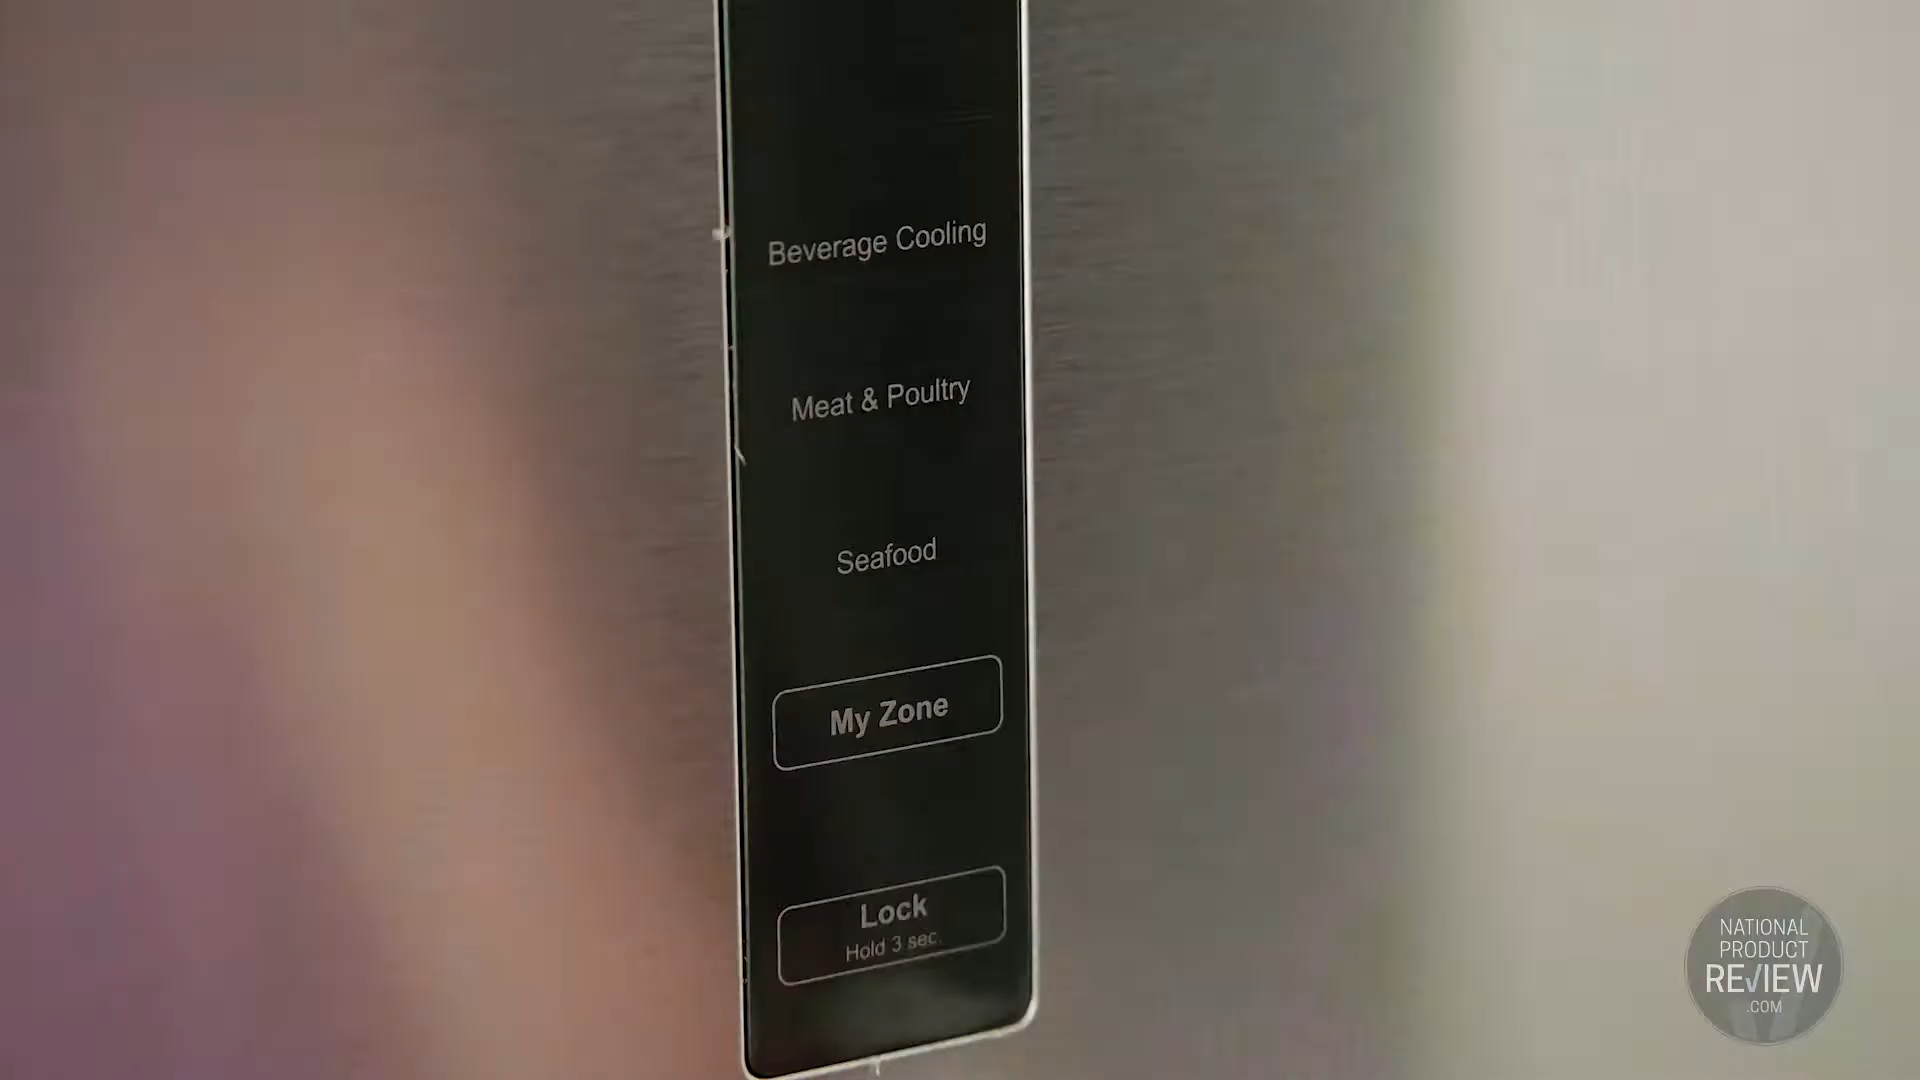 Beverage Cooling
Meat & Poultry
Seafood
My Zone
Lock
Hold 3 sec.
NATIONAL
PRODUCT
REVIEW
.COM